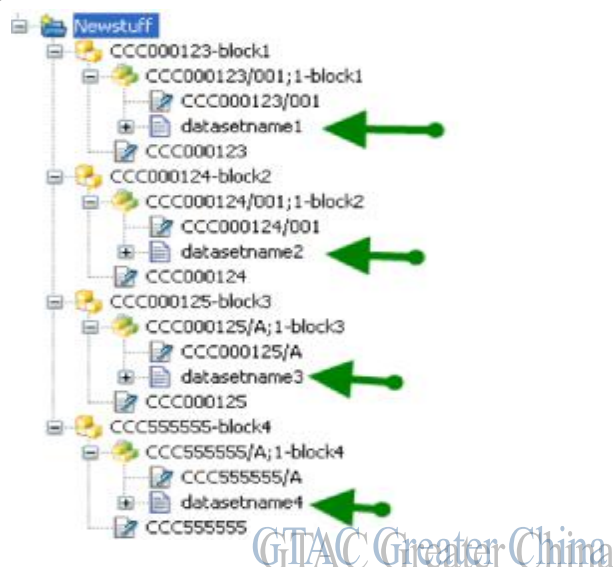 Newstuff
CCC000123-block1
CCC000123/001;1-block1
CCC000123/001
datasetname1
CCC000123
CCC000124-block2
CCC000124/001;1-block2
CCC000124/001
datasetname2
CCC000124
CCC000125-block3
CCC000125/A;1-block3
CCC000125/A
datasetname3
CCC000125
CCC555555-block4
CCC555555/A;1-block4
CCC555555/A
datasetname4
CCC555555
GTAC Greater China